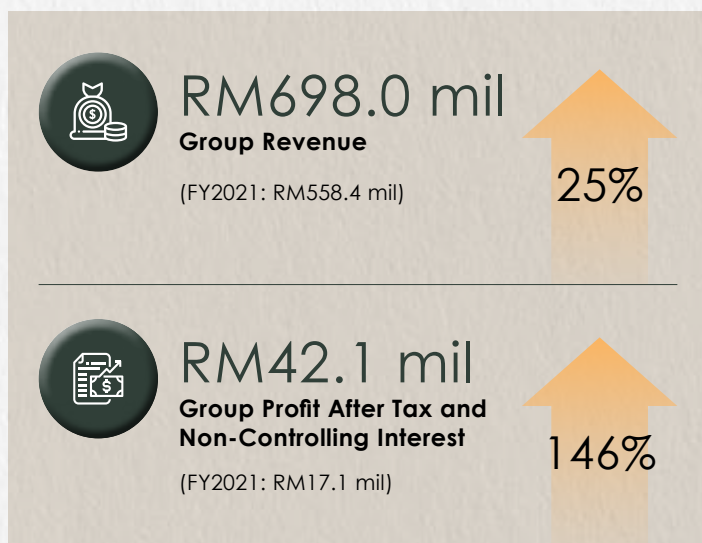 RM698.0 mil
Group Revenue
(FY2021: RM558.4 mil)
25%
RM42.1 mil
Group Profit After Tax and
Non-Controlling Interest
(FY2021: RM17.1 mil)
146%